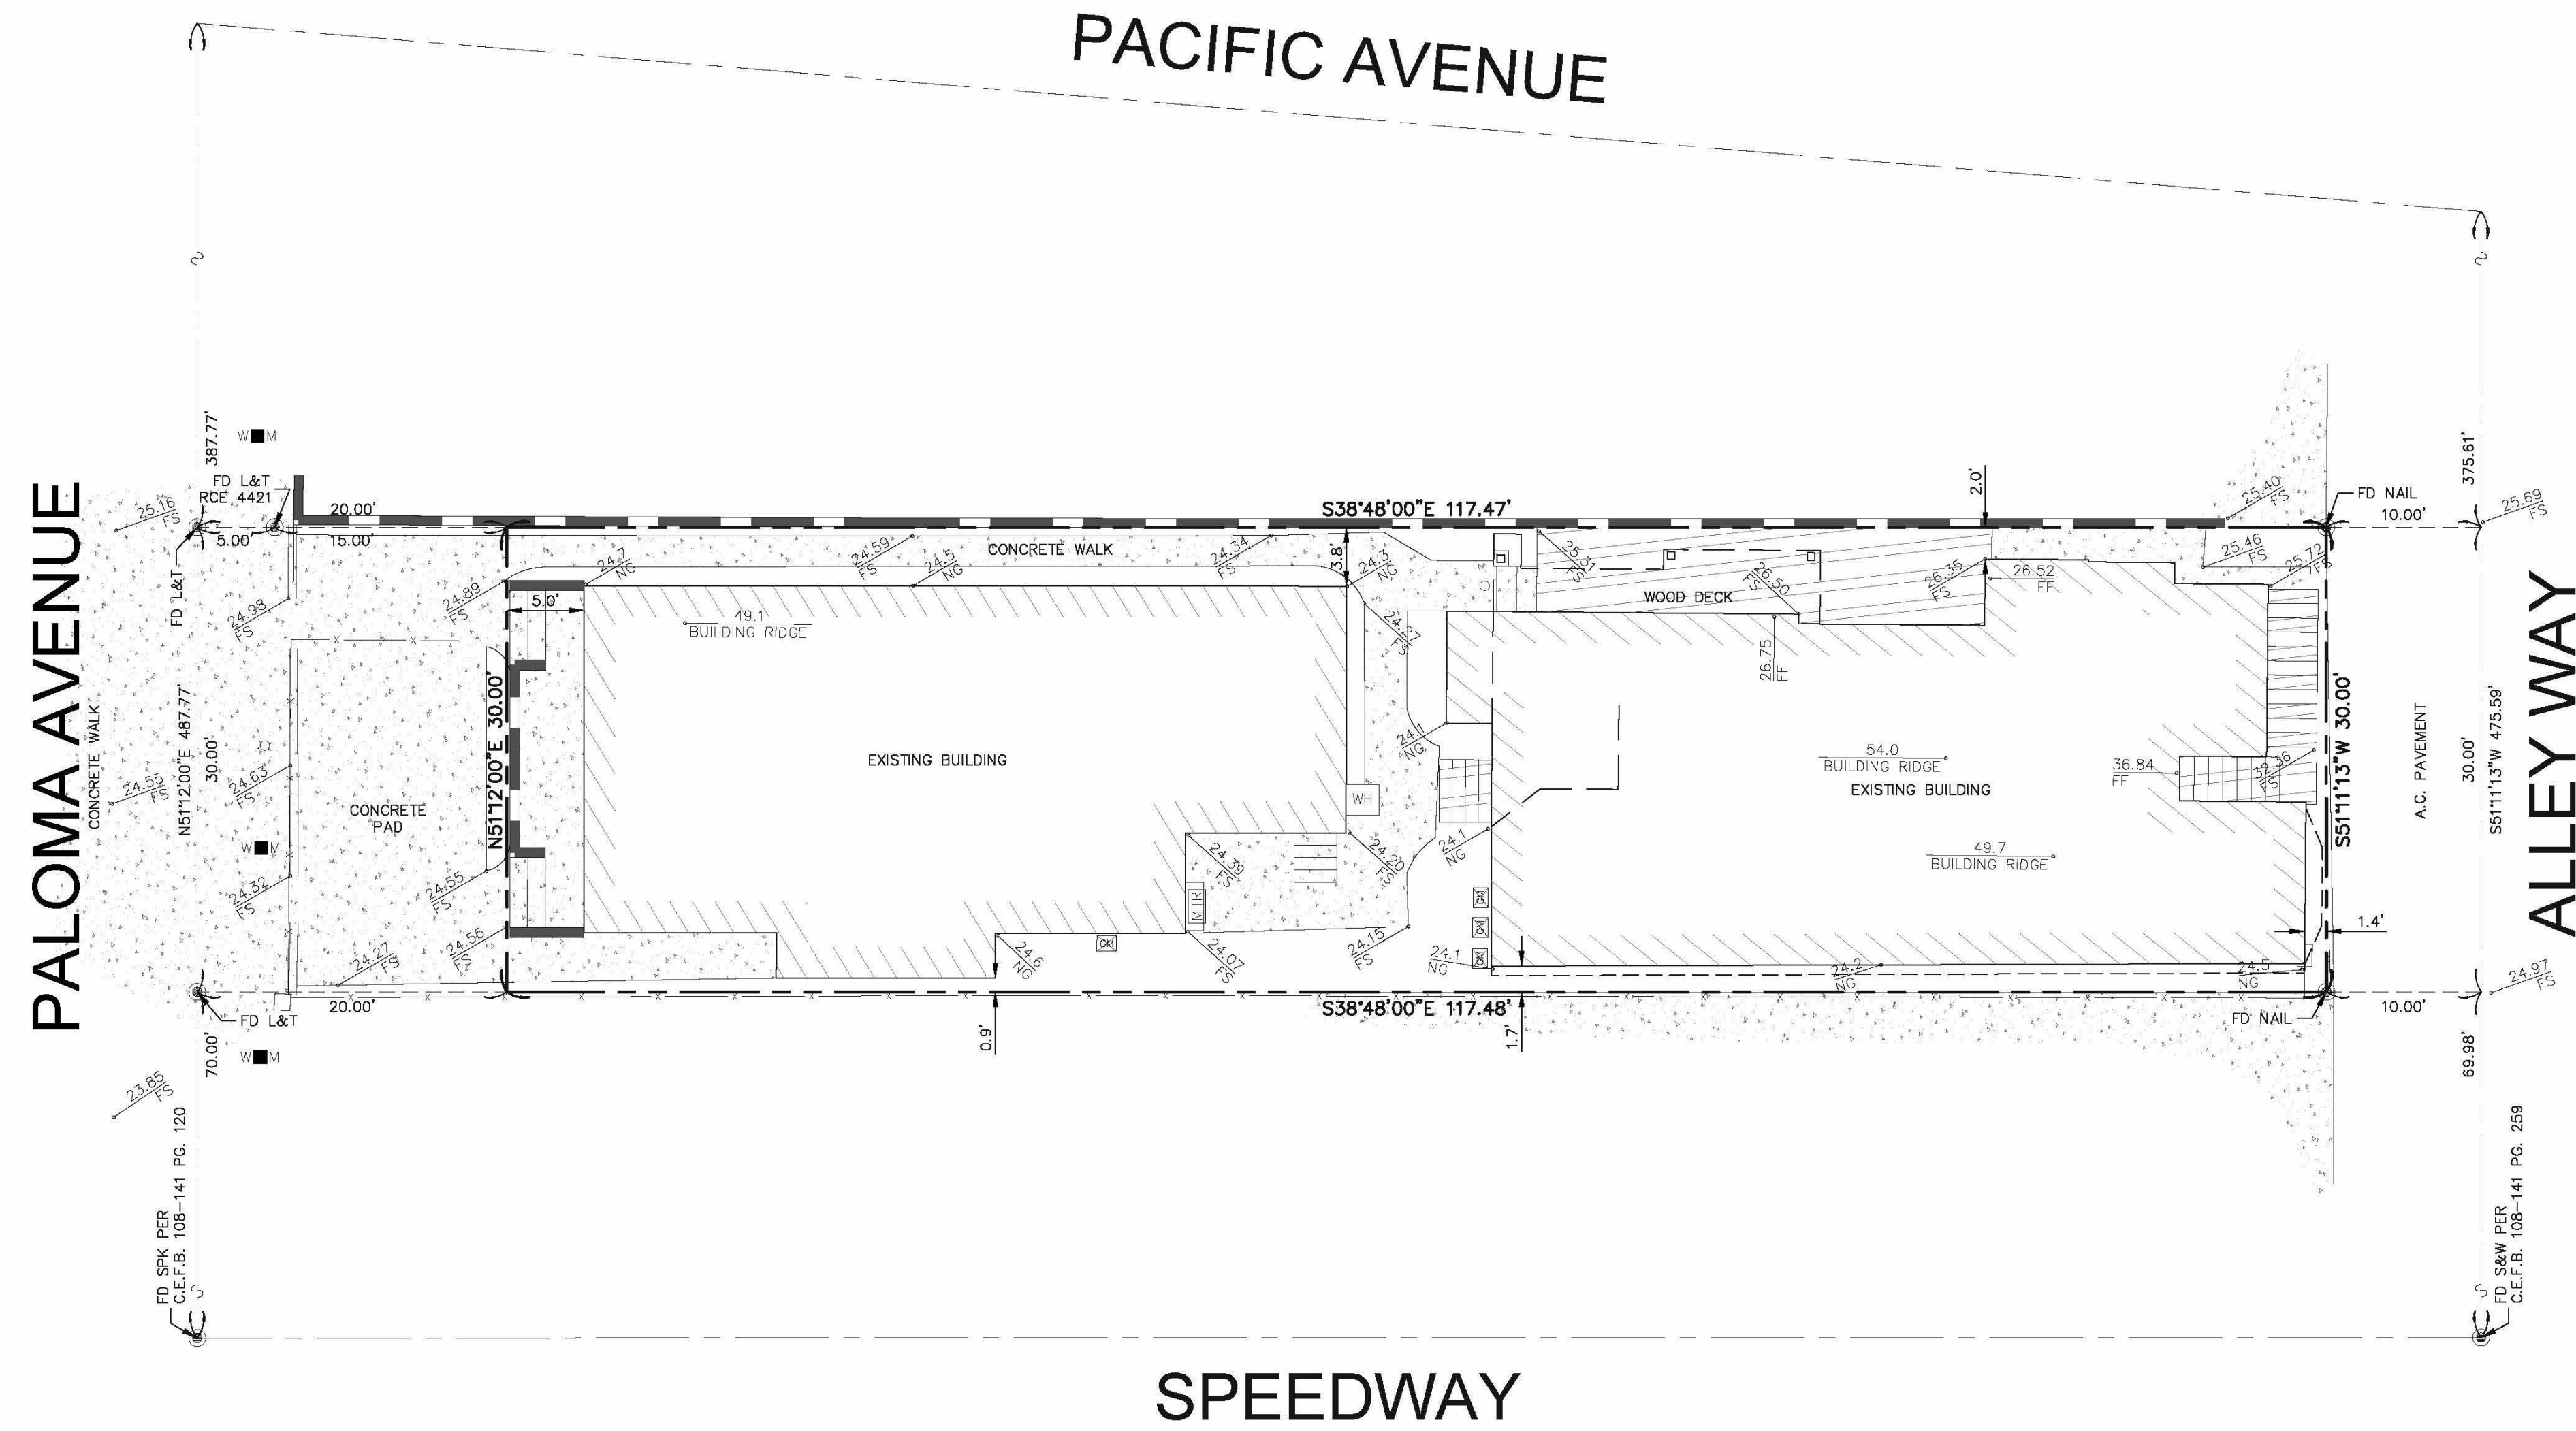 PACIFIC AVENUE
PALOMA AVENUE
CONCRETE WALK
387.77'
W M
FD L&T
RCE 4421
25.16
FS
5.00'
20.00'
15.00'
FD L&T
24.98
FS
24.89
FS
S38°48'00"E 117.47'
CONCRETE WALK
24.7
NG
24.59
FS
24.5
NG
24.34
FS
3.8'
24.3
NG
24.27
FS
5.0'
49.1
BUILDING RIDGE
25.31
FS
WOOD DECK
26.50
FS
2.0'
26.35
FS
26.52
FF
26.75
FF
25.40
FS
25.46
FS
25.72
FS
FD NAIL
10.00'
375.61'
25.69
FS
N51°12'00"E 487.77'
30.00'
24.55
FS
24.63
FS
W M
24.32
FS
CONCRETE
PAD
N51°12'00"E 30.00'
24.55
FS
24.27
FS
24.56
FS
EXISTING BUILDING
WH
24.1
NG
24.1
NG
24.39
FS
24.20
FS
M TR
GM
24.6
NG
24.07
FS
24.15
FS
24.1
NG
GM
GM
GM
54.0
BUILDING RIDGE
EXISTING BUILDING
49.7
BUILDING RIDGE
36.84
FF
32.36
FS
S51°11'13"W 30.00'
A.C. PAVEMENT
30.00'
S51°11'13"W 475.59'
ALLEY WAY
1.4'
24.2
NG
24.5
NG
24.97
FS
20.00'
FD L&T
70.00'
W M
23.85
FS
0.9'
S38°48'00"E 117.48'
1.7'
FD NAIL
10.00'
69.98'
FD SPK PER
C.E.F.B. 108-141 PG. 120
FD S&W PER
C.E.F.B. 108-141 PG. 259
SPEEDWAY